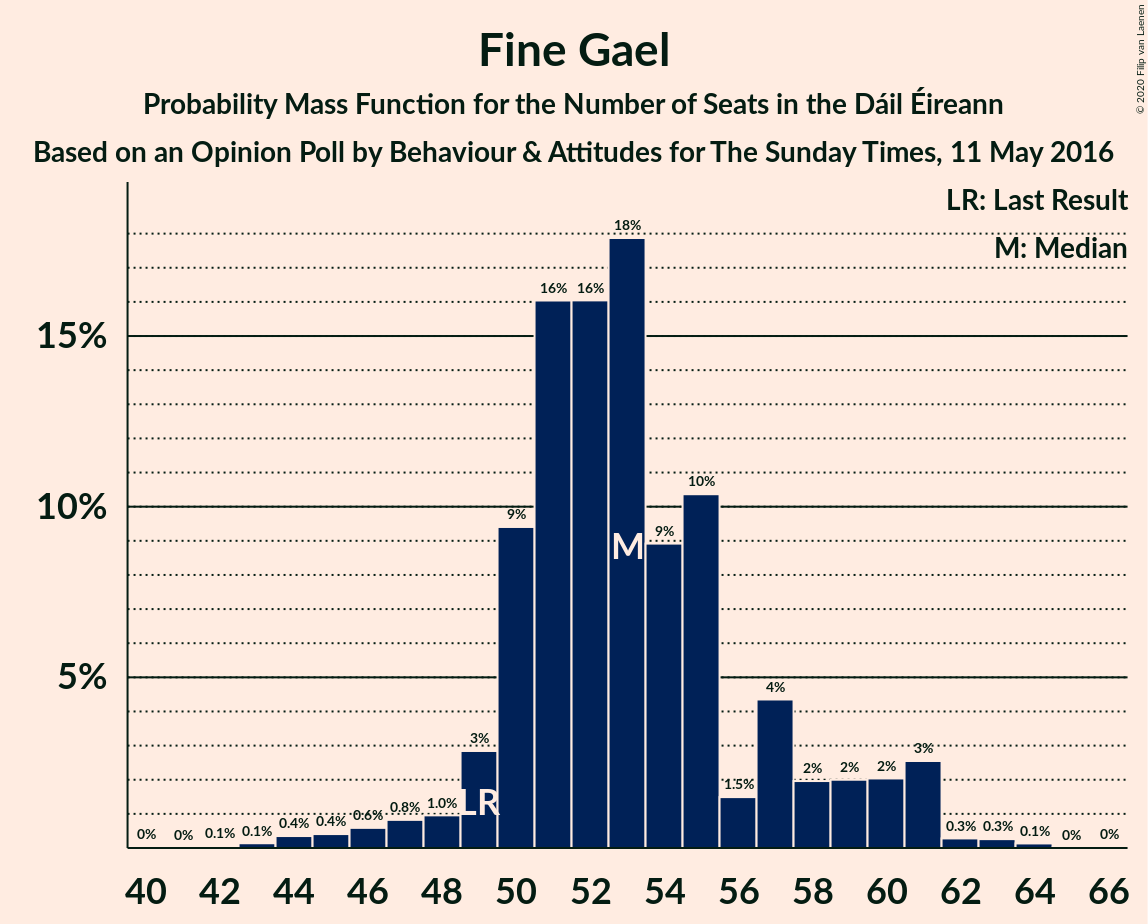 Fine Gael
Probability Mass Function for the Number of Seats in the Dáil Éireann
Based on an Opinion Poll by Behaviour & Attitudes for The Sunday Times, 11 May 2016
© 2020 Filip van Laenen
LR: Last Result
M: Median
15%
10%
5%
0% 0% 0.1% 0.1% 0.4% 0.4% 0.6% 0.8% 1.0% 3% 9% 16% 16% 18% 9% 10% 1.5% 4% 2% 2% 2% 3% 0.3% 0.3% 0.1% 0% 0%
LR
M
40 42 44 46 48 50 52 54 56 58 60 62 64 66